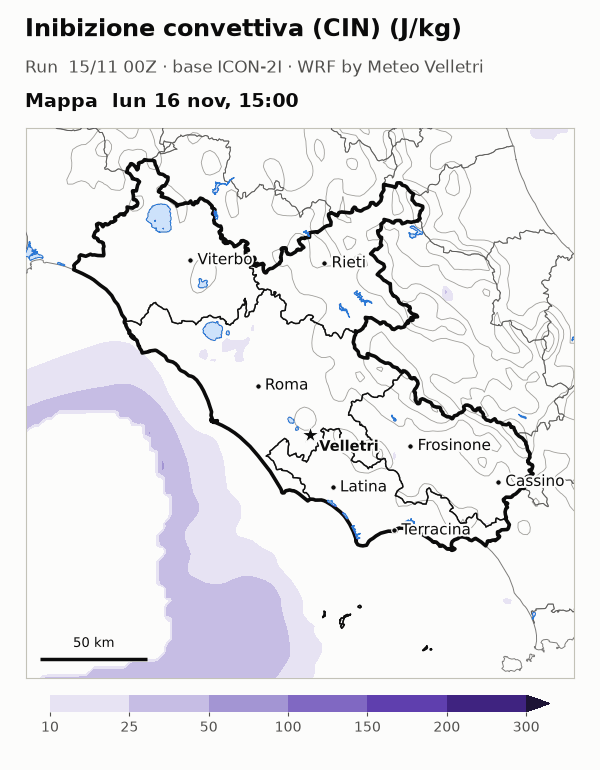 Inibizione convettiva (CIN) (J/kg)
Run  15/11 00Z · base ICON-2I · WRF by Meteo Velletri
Mappa  lun 16 nov, 15:00
Viterbo
Rieti
Roma
Velletri
Frosinone
Cassino
Latina
Terracina
50 km
10 25 50 100 150 200 300